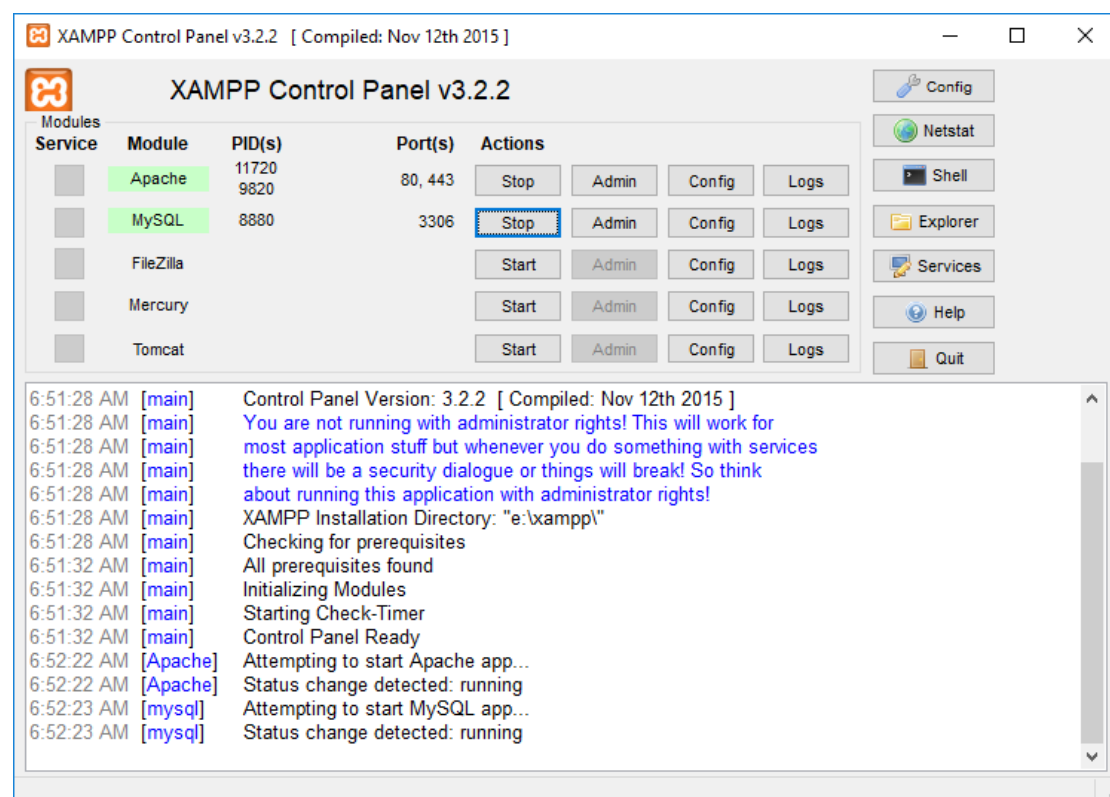 XAMPP Control Panel v3.2.2 [ Compiled: Nov 12th 2015 ]
XAMPP Control Panel v3.2.2
Config
Modules
Netstat
Service Module PID(s) Port(s) Actions
Apache 11720 9820 80, 443 Stop Admin Config Logs
Shell
MySQL 8880 3306 Stop Admin Config Logs
Explorer
FileZilla Start Admin Config Logs
Services
Mercury Start Admin Config Logs
Help
Tomcat Start Admin Config Logs
Quit
6:51:28 AM [main] Control Panel Version: 3.2.2 [ Compiled: Nov 12th 2015 ]
6:51:28 AM [main] You are not running with administrator rights! This will work for
6:51:28 AM [main] most application stuff but whenever you do something with services
6:51:28 AM [main] there will be a security dialogue or things will break! So think
6:51:28 AM [main] about running this application with administrator rights!
6:51:28 AM [main] XAMPP Installation Directory: "e:\xampp\"
6:51:28 AM [main] Checking for prerequisites
6:51:32 AM [main] All prerequisites found
6:51:32 AM [main] Initializing Modules
6:51:32 AM [main] Starting Check-Timer
6:51:32 AM [main] Control Panel Ready
6:52:22 AM [Apache] Attempting to start Apache app...
6:52:22 AM [Apache] Status change detected: running
6:52:23 AM [mysql] Attempting to start MySQL app...
6:52:23 AM [mysql] Status change detected: running